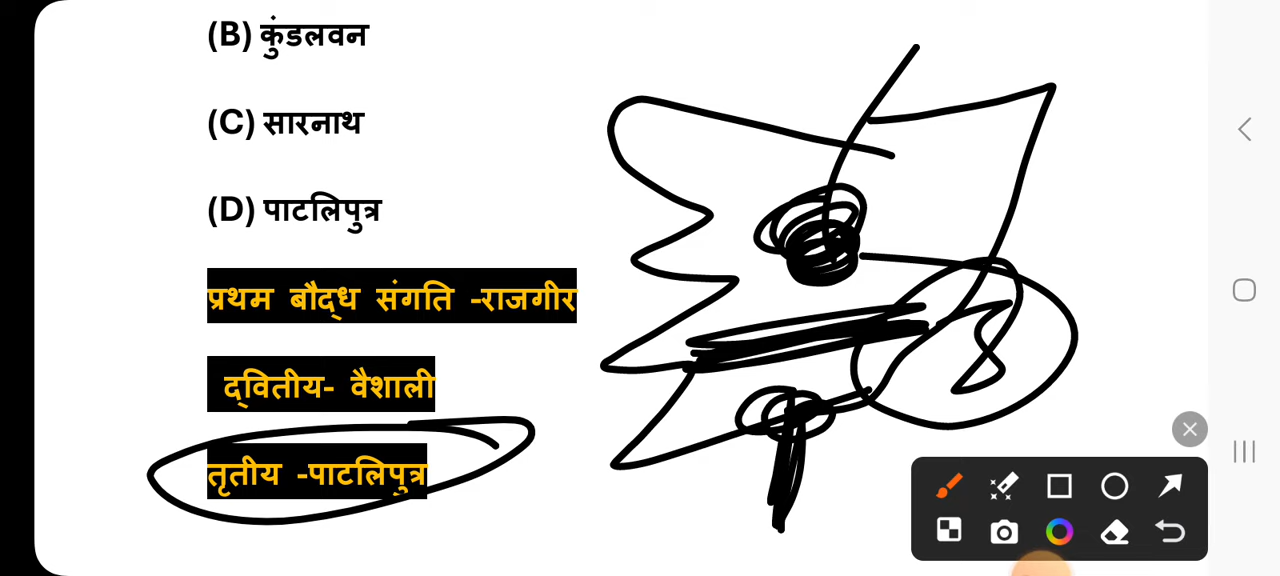 (B) कुंडलवन
(C) सारनाथ
(D) पाटलिपुत्र
प्रथम बौद्ध संगति -राजगीर
द्वितीय- वैशाली
तृतीय -पाटलिपुत्र